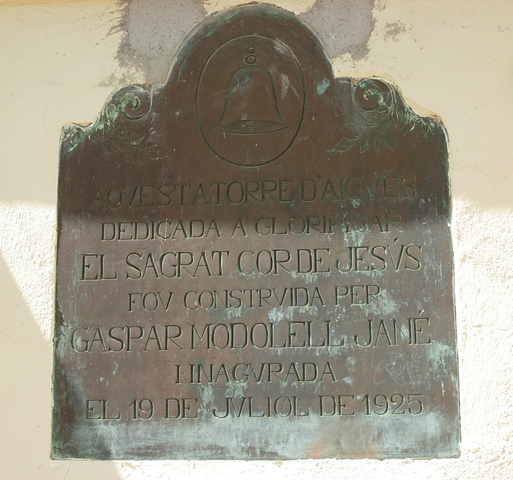 AQVESTA TORRE D'AIGVES
DEDICADA A GLORIFICAR
EL SAGRAT COR DE JESÚS
FOV CONSTRVIDA PER
GASPAR MODOLELL JANÉ
I INAGVRADA
EL 19 DE JVLIOL DE 1925